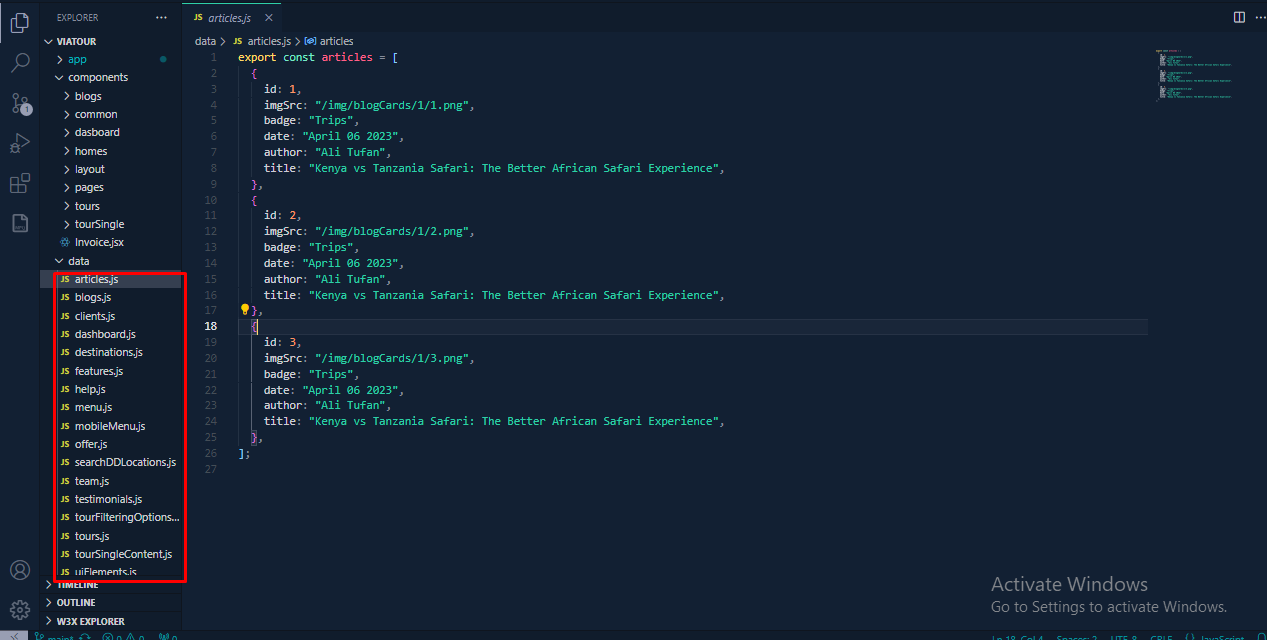 EXPLORER
VIATOUR
app
components
blogs
common
dasboard
homes
layout
pages
tours
tourSingle
Invoice.jsx
data
JS articles.js
JS blogs.js
JS clients.js
JS dashboard.js
JS destinations.js
JS features.js
JS help.js
JS menu.js
JS mobileMenu.js
JS offer.js
JS searchDDLocations.js
JS team.js
JS testimonials.js
JS tourFilteringOptions...
JS tours.js
JS tourSingleContent.js
JS uiElements.js
TIMELINE
OUTLINE
W3X EXPLORER
1
JS articles.js
data > JS articles.js > articles
1 export const articles = [
2 {
3 id: 1,
4 imgSrc: "/img/blogCards/1/1.png",
5 badge: "Trips",
6 date: "April 06 2023",
7 author: "Ali Tufan",
8 title: "Kenya vs Tanzania Safari: The Better African Safari Experience",
9 },
10 {
11 id: 2,
12 imgSrc: "/img/blogCards/1/2.png",
13 badge: "Trips",
14 date: "April 06 2023",
15 author: "Ali Tufan",
16 title: "Kenya vs Tanzania Safari: The Better African Safari Experience",
17 },
18 {
19 id: 3,
20 imgSrc: "/img/blogCards/1/3.png",
21 badge: "Trips",
22 date: "April 06 2023",
23 author: "Ali Tufan",
24 title: "Kenya vs Tanzania Safari: The Better African Safari Experience",
25 },
26 ];
27
Activate Windows
Go to Settings to activate Windows.
main* 0 0 0 Ln 18, Col 4 Spaces: 2 UTF-8 CRLF {} JavaScript